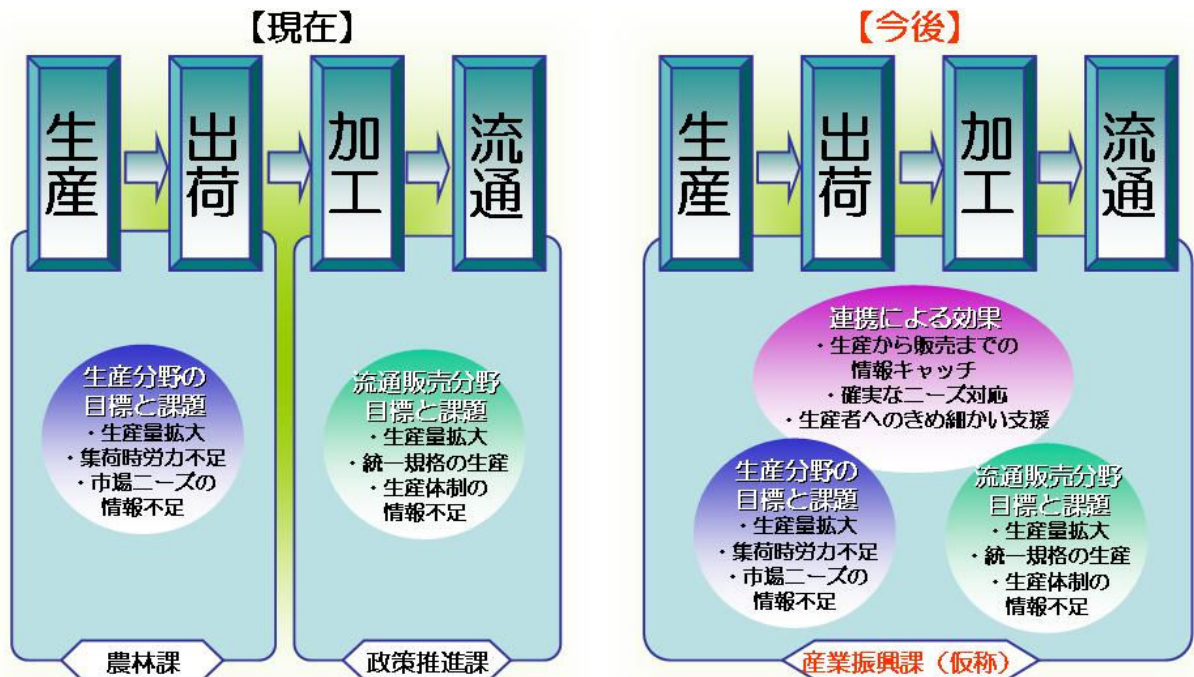 【現在】
生産
出荷
加工
流通
生産分野の
目標と課題
・生産量拡大
・集荷時労力不足
・市場ニーズの
情報不足
農林課
流通販売分野
目標と課題
・生産量拡大
・統一規格の生産
・生産体制の
情報不足
政策推進課
【今後】
生産
出荷
加工
流通
連携による効果
・生産から販売までの
情報キャッチ
・確実なニーズ対応
・生産者へのきめ細かい支援
生産分野の
目標と課題
・生産量拡大
・集荷時労力不足
・市場ニーズの
情報不足
流通販売分野
目標と課題
・生産量拡大
・統一規格の生産
・生産体制の
情報不足
産業振興課（仮称）